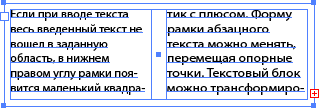 Если при вводе текста
весь введенный текст не
вошел в заданную
область, в нижнем
правом углу рамки поя-
вится маленький квадра-
тик с плюсом. Форму
рамки абзацного
текста можно менять,
перемещая опорные
точки. Текстовый блок
можно трансформиро-